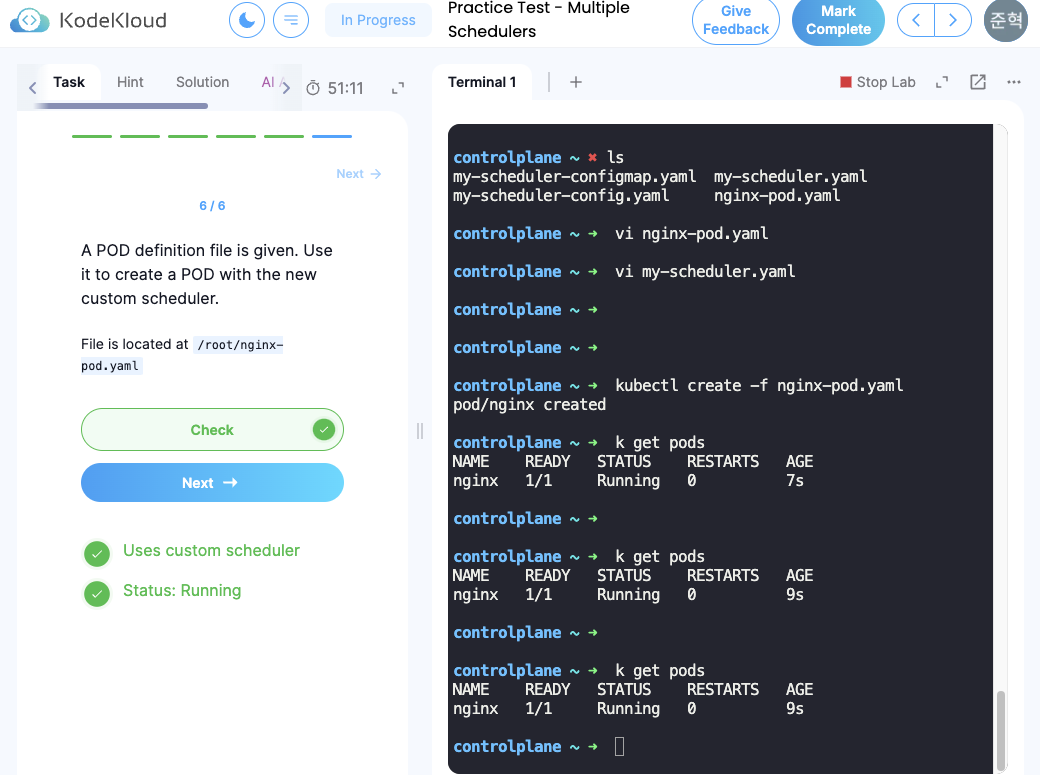 KodeKloud
In Progress
Practice Test - Multiple
Schedulers
Give
Feedback
Mark
Complete
준혁
Task
Hint
Solution
AI
51:11
Terminal 1
Stop Lab
Next →
6 / 6
A POD definition file is given. Use
it to create a POD with the new
custom scheduler.
File is located at /root/nginx-
pod.yaml
Check
Next →
Uses custom scheduler
Status: Running
controlplane ~ ✖ ls
my-scheduler-configmap.yaml  my-scheduler.yaml
my-scheduler-config.yaml     nginx-pod.yaml
controlplane ~ ➜  vi nginx-pod.yaml
controlplane ~ ➜  vi my-scheduler.yaml
controlplane ~ ➜
controlplane ~ ➜
controlplane ~ ➜  kubectl create -f nginx-pod.yaml
pod/nginx created
controlplane ~ ➜  k get pods
NAME    READY   STATUS    RESTARTS   AGE
nginx   1/1     Running   0          7s
controlplane ~ ➜
controlplane ~ ➜  k get pods
NAME    READY   STATUS    RESTARTS   AGE
nginx   1/1     Running   0          9s
controlplane ~ ➜
controlplane ~ ➜  k get pods
NAME    READY   STATUS    RESTARTS   AGE
nginx   1/1     Running   0          9s
controlplane ~ ➜